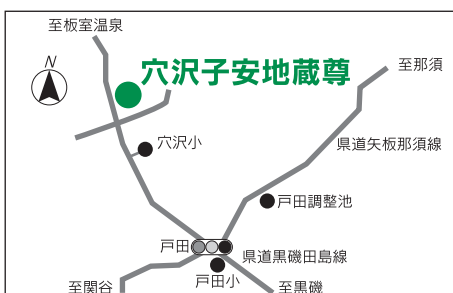 至板室温泉
N
穴沢子安地蔵尊
至那須
穴沢小
県道矢板那須線
戸田調整池
戸田
県道黒磯田島線
戸田小
至関谷
至黒磯